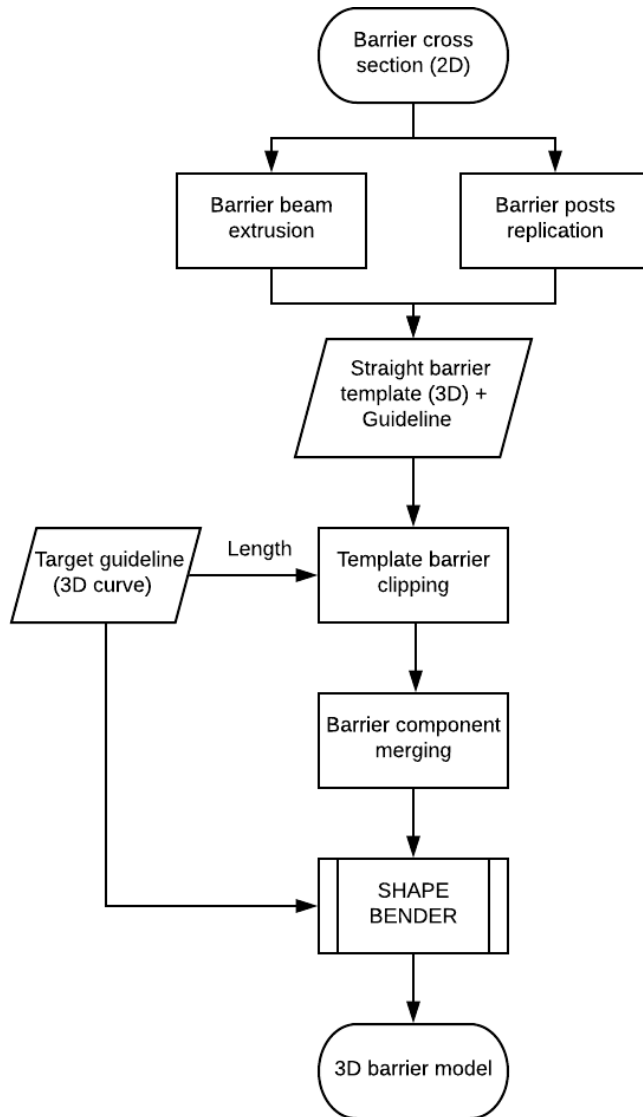 Barrier cross
section (2D)
Barrier beam
extrusion
Barrier posts
replication
Straight barrier
template (3D) +
Guideline
Target guideline
(3D curve)
Length
Template barrier
clipping
Barrier component
merging
SHAPE
BENDER
3D barrier model